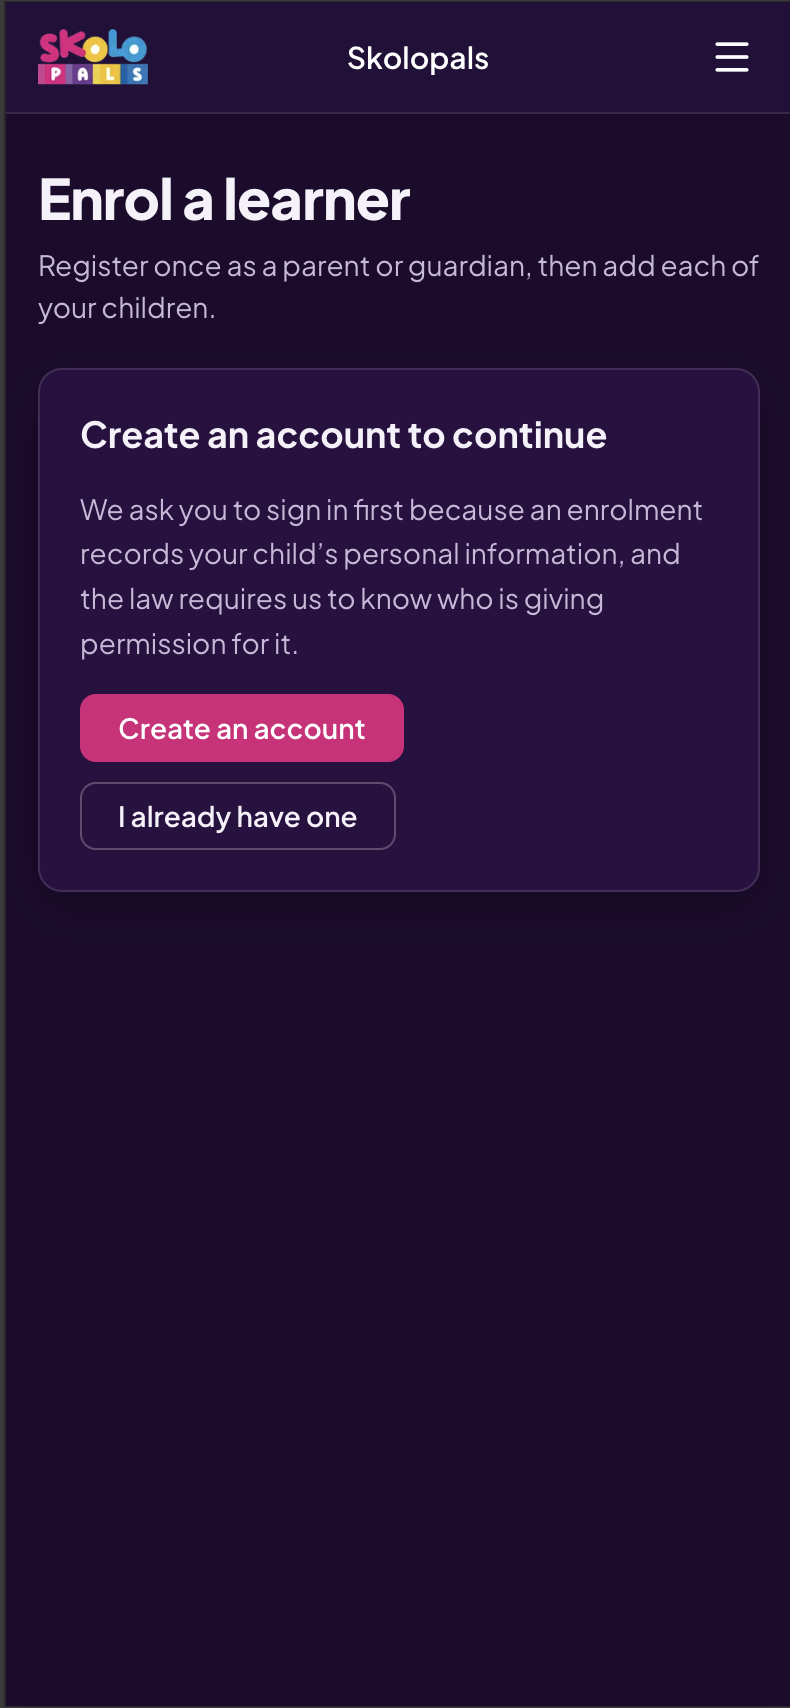 SKOLO
PALS
Skolopals
Enrol a learner
Register once as a parent or guardian, then add each of
your children.
Create an account to continue
We ask you to sign in first because an enrolment
records your child’s personal information, and
the law requires us to know who is giving
permission for it.
Create an account
I already have one